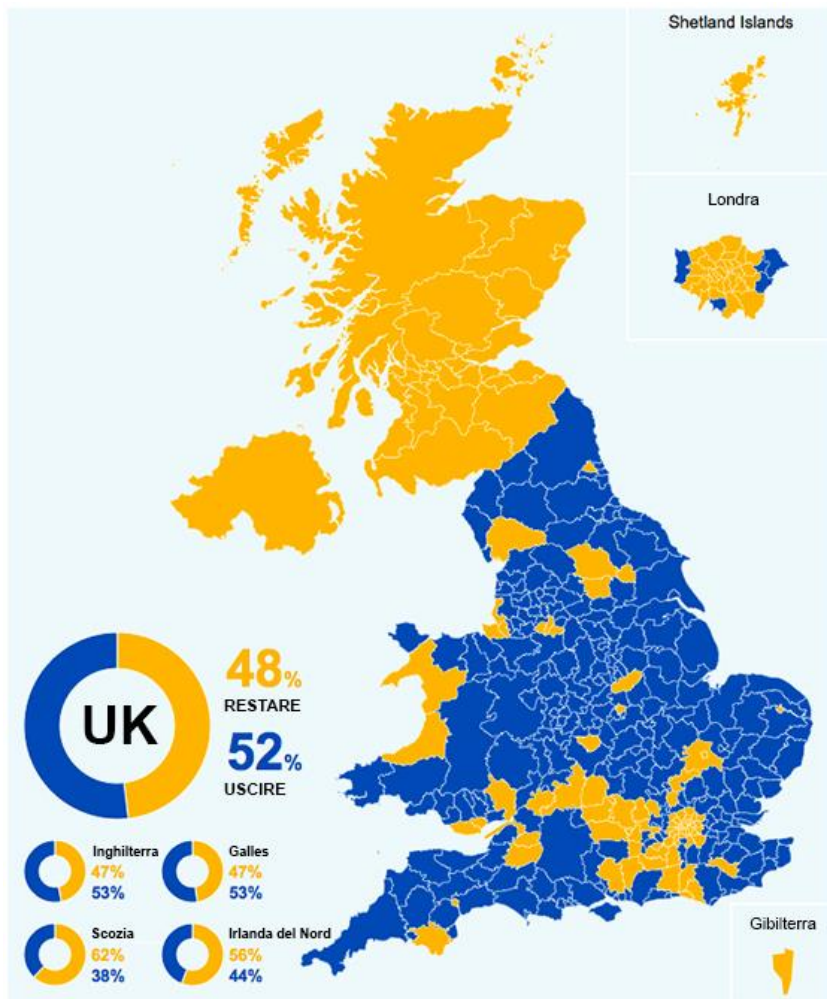 Shetland Islands
Londra
UK
48%
RESTARE
52%
USCIRE
Inghilterra
47%
53%
Galles
47%
53%
Scozia
62%
38%
Irlanda del Nord
56%
44%
Gibilterra